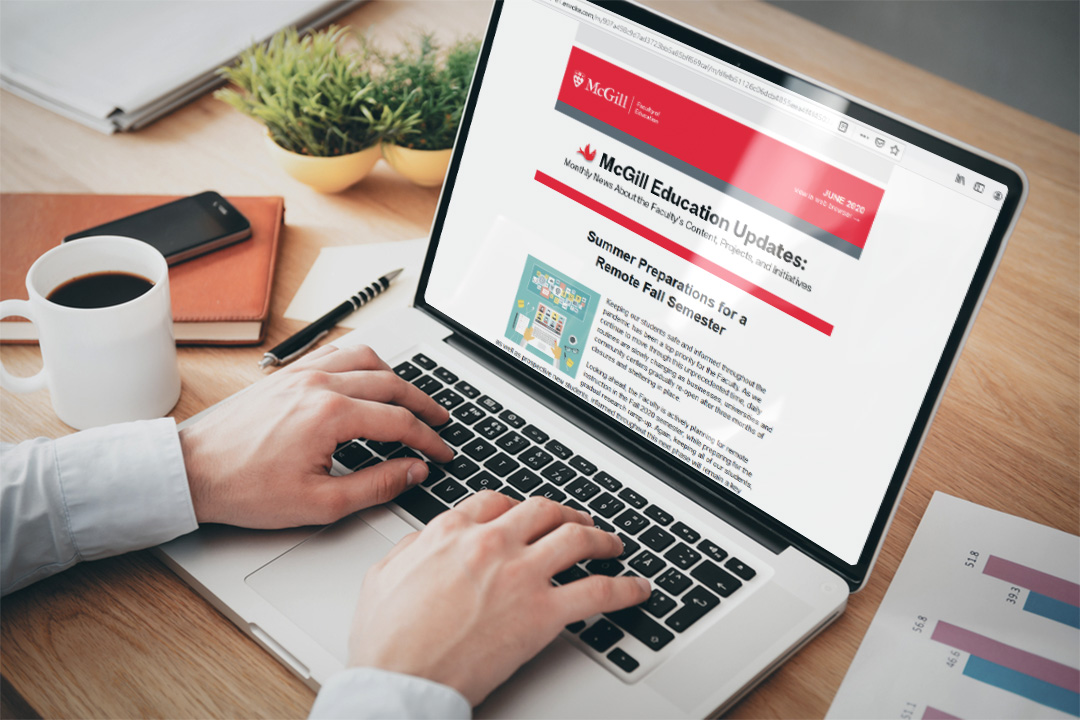 McGill
Faculty of
Education
JUNE 2020
View in web browser
McGill Education Updates:
Monthly News About the Faculty's Content, Projects, and Initiatives
Summer Preparations for a
Remote Fall Semester
Keeping our students safe and informed throughout the
pandemic has been a top priority for the Faculty. As we
continue to move through this unprecedented time, daily
routines are slowly changing as businesses, universities and
community centers gradually re-open after three months of
closures and sheltering in place.
Looking ahead, the Faculty is actively planning for remote
instruction in the Fall 2020 semester, while preparing for the
gradual research ramp-up. Again, keeping all of our students,
as well as prospective new students, informed throughout this next phase will remain a key
51.8
39.3
56.8
46.6